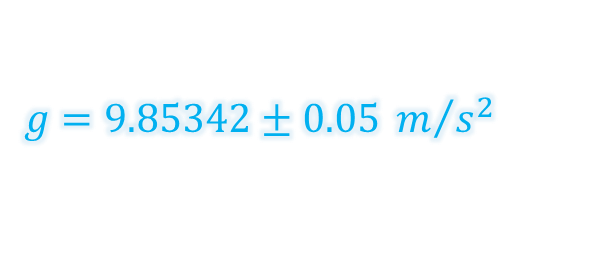 g = 9.85342 ± 0.05 m/s²